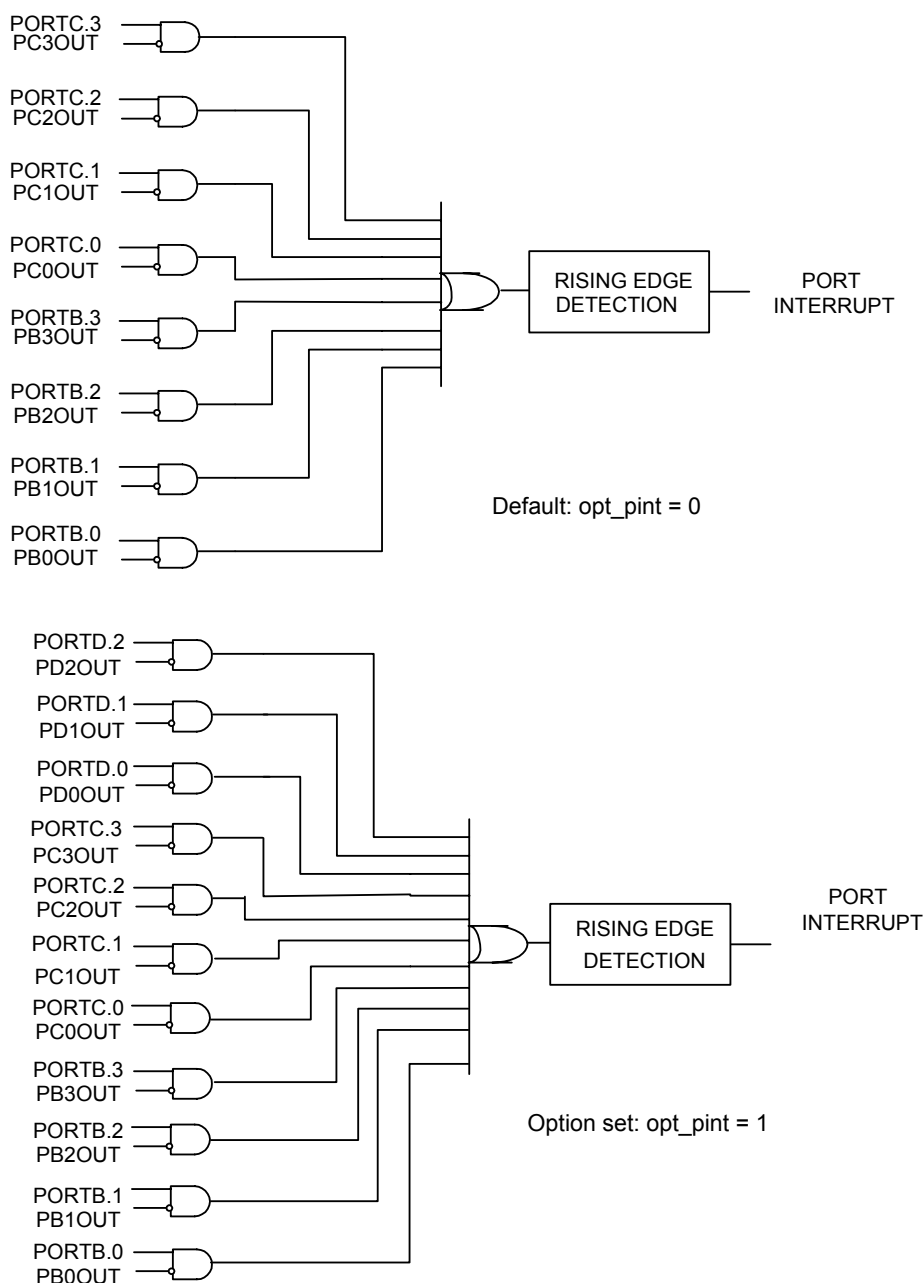 PORTC.3
PC3OUT
PORTC.2
PC2OUT
PORTC.1
PC1OUT
PORTC.0
PC0OUT
PORTB.3
PB3OUT
PORTB.2
PB2OUT
PORTB.1
PB1OUT
PORTB.0
PB0OUT
RISING EDGE
DETECTION
PORT
INTERRUPT
Default: opt_pint = 0
PORTD.2
PD2OUT
PORTD.1
PD1OUT
PORTD.0
PD0OUT
PORTC.3
PC3OUT
PORTC.2
PC2OUT
PORTC.1
PC1OUT
PORTC.0
PC0OUT
PORTB.3
PB3OUT
PORTB.2
PB2OUT
PORTB.1
PB1OUT
PORTB.0
PB0OUT
RISING EDGE
DETECTION
PORT
INTERRUPT
Option set: opt_pint = 1